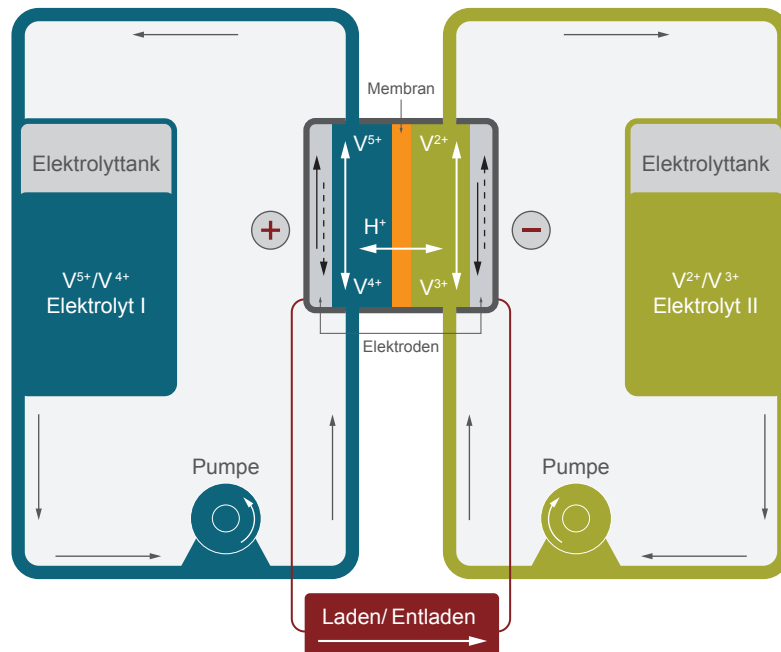 Membran
V⁵⁺
V²⁺
Elektrolyttank
Elektrolyttank
H⁺
+
−
V⁵⁺/V⁴⁺
Elektrolyt I
V⁴⁺
V³⁺
V²⁺/V³⁺
Elektrolyt II
Elektroden
Pumpe
Pumpe
Laden/ Entladen